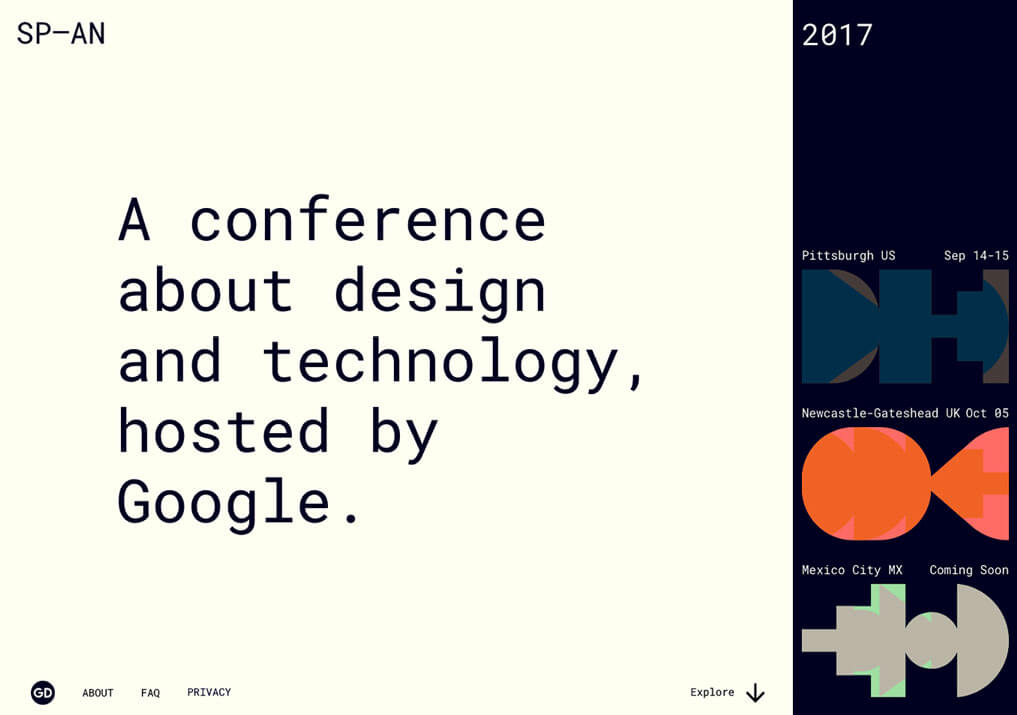 SP—AN
A conference
about design
and technology,
hosted by
Google.
GD
ABOUT
FAQ
PRIVACY
Explore
2017
Pittsburgh US
Sep 14-15
Newcastle-Gateshead UK
Oct 05
Mexico City MX
Coming Soon